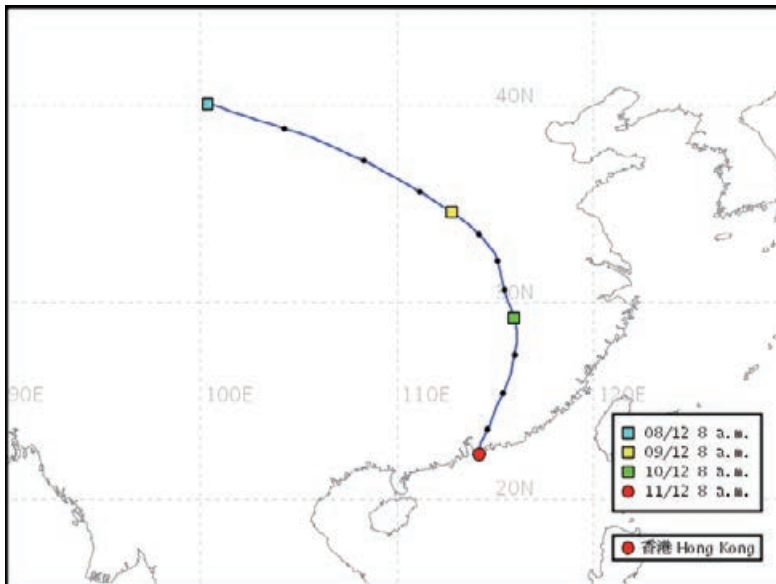 40N
30N
90E 100E 110E 120E
20N
08/12 8 a.m.
09/12 8 a.m.
10/12 8 a.m.
11/12 8 a.m.
香港 Hong Kong